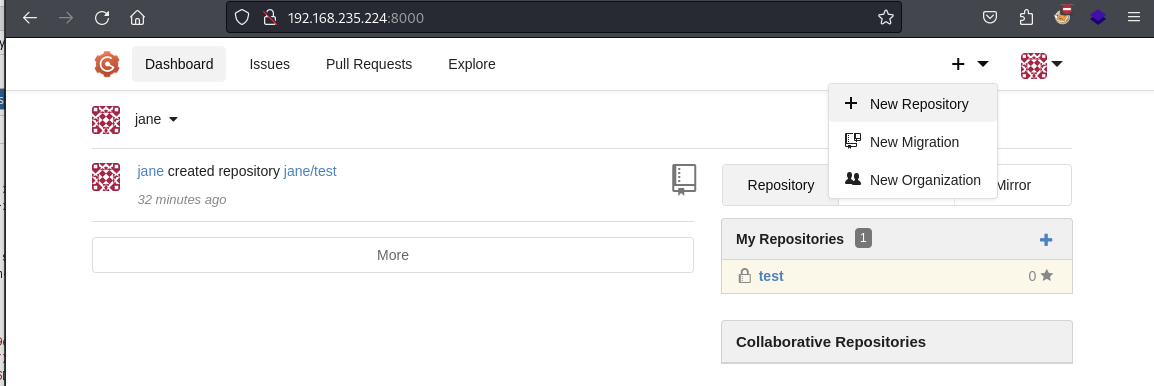 192.168.235.224:8000
Dashboard Issues Pull Requests Explore
New Repository
jane
New Migration
jane created repository jane/test
New Organization
Repository Mirror
32 minutes ago
My Repositories 1
More
test 0
Collaborative Repositories